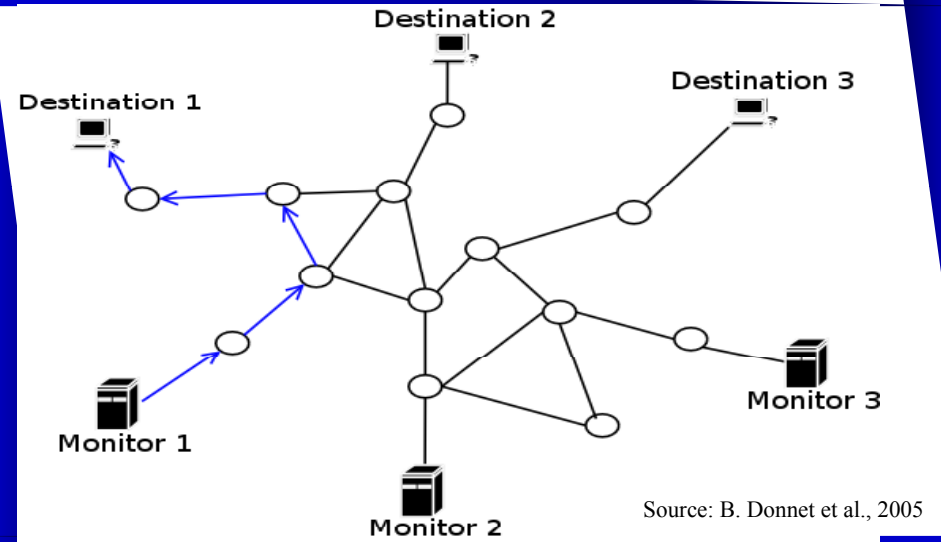 Destination 2
Destination 3
Destination 1
Monitor 3
Monitor 1
Source: B. Donnet et al., 2005
Monitor 2